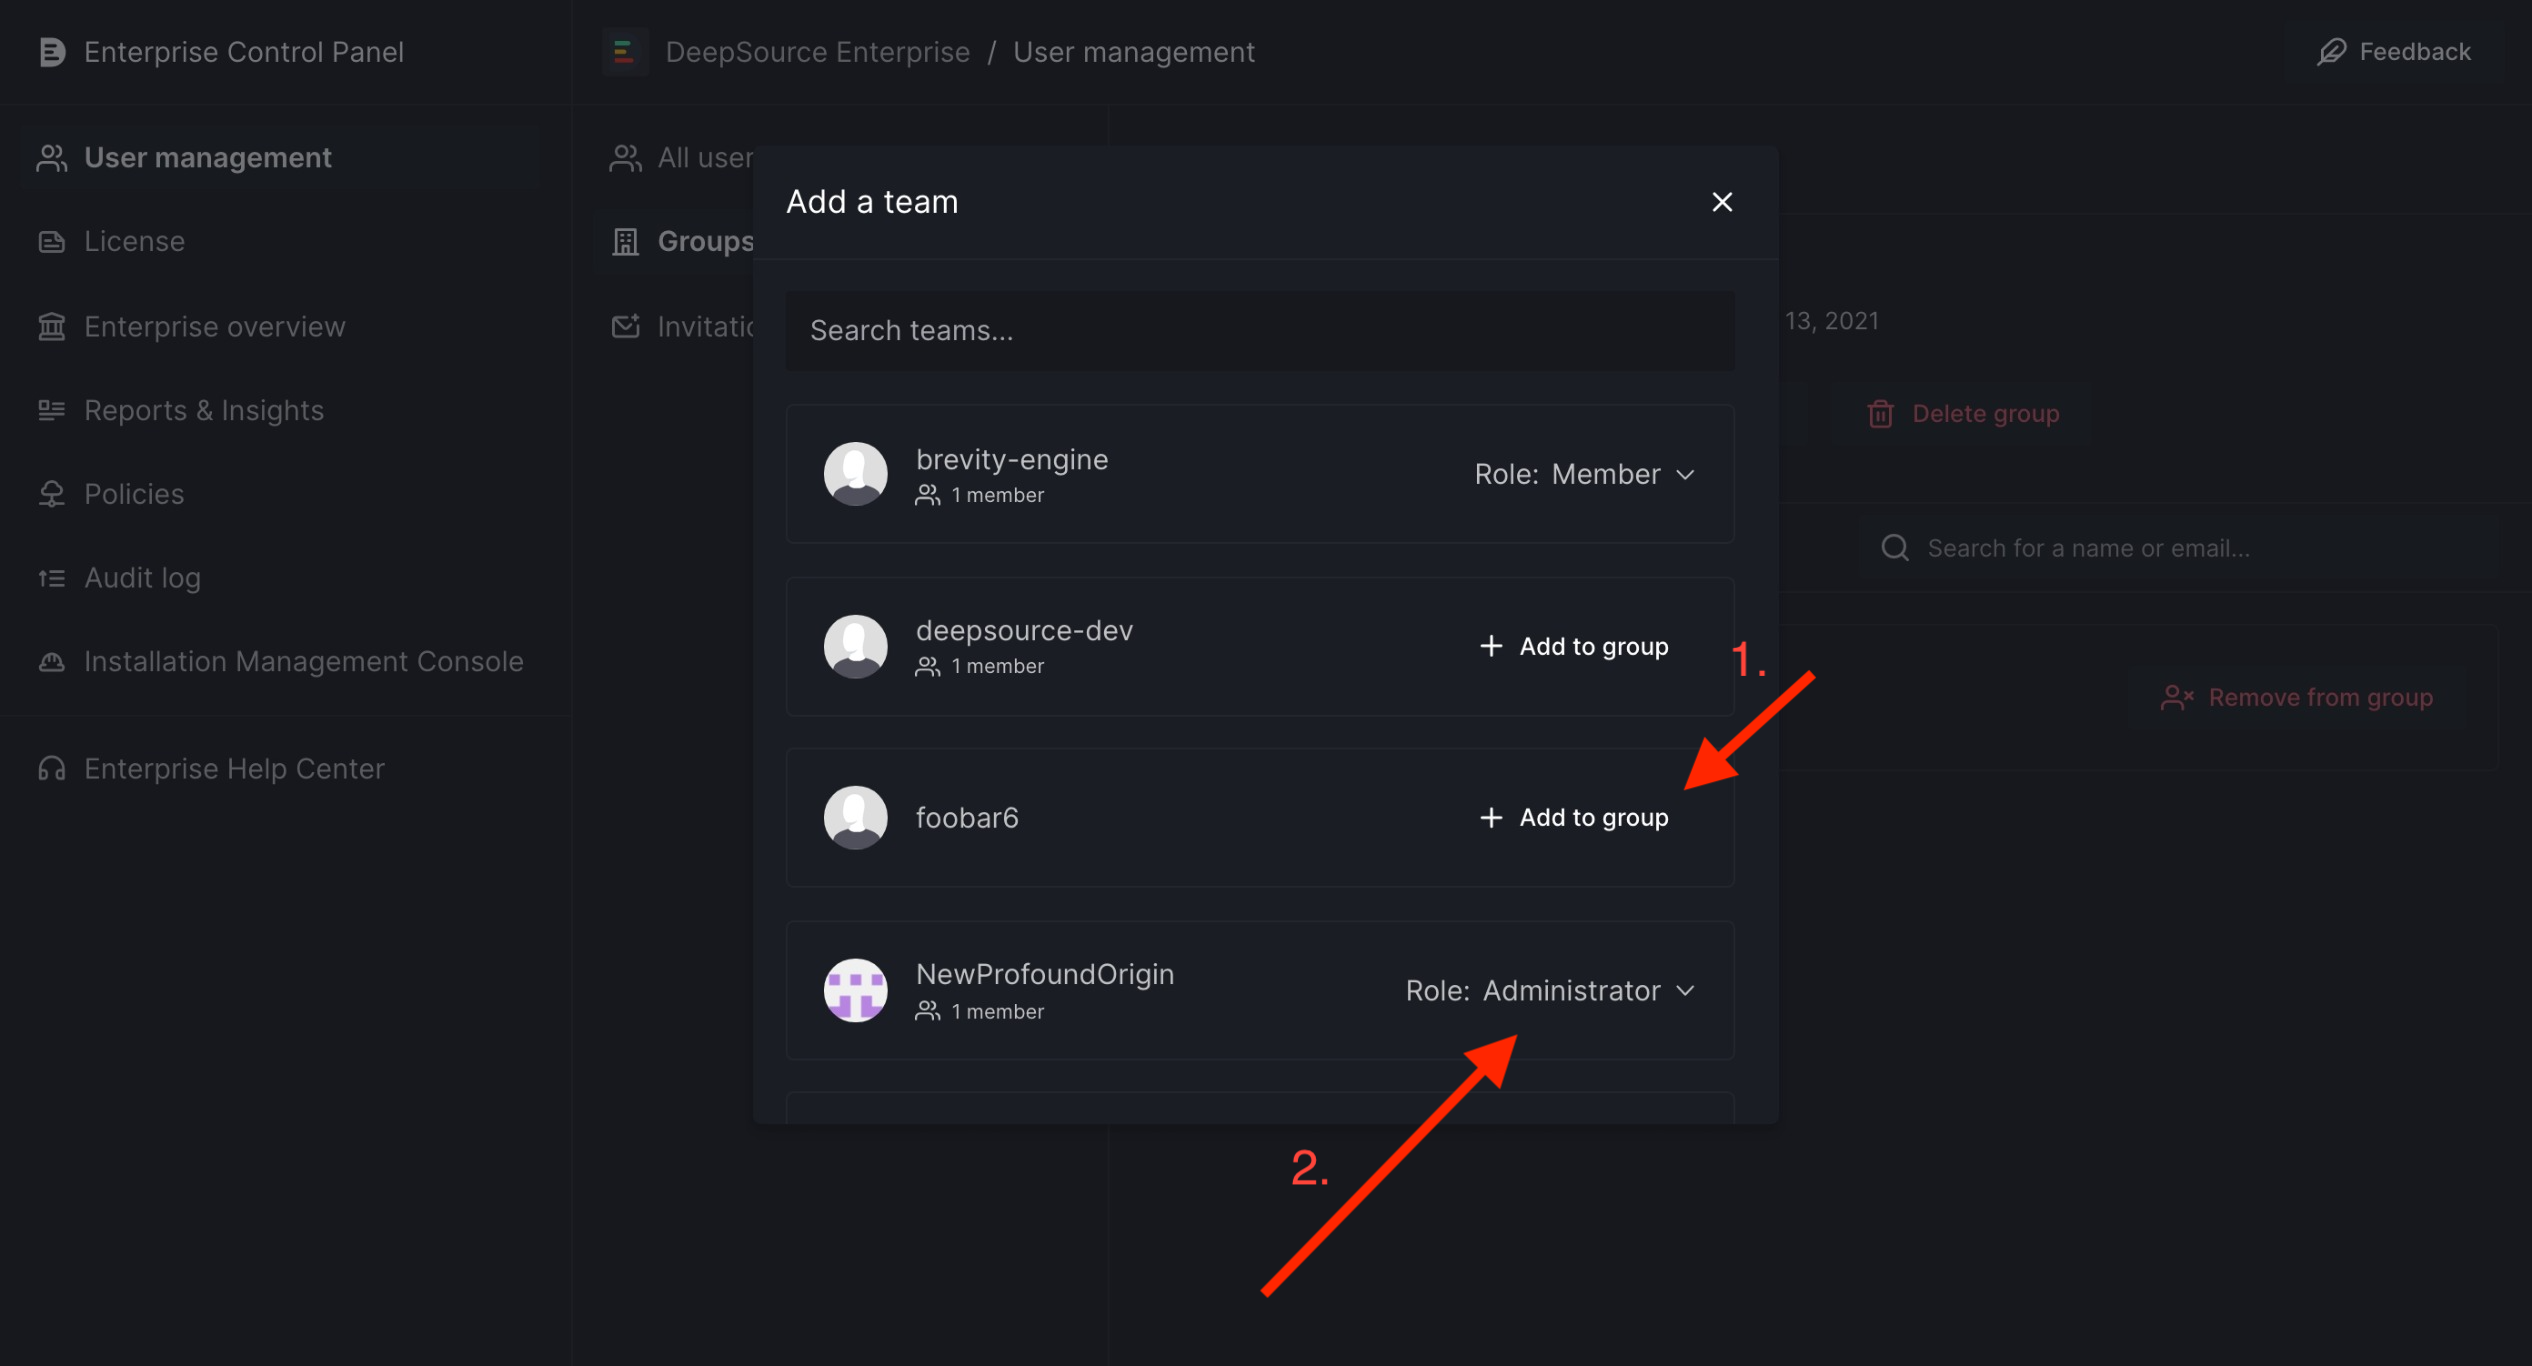 Enterprise Control Panel
DeepSource Enterprise / User management
Feedback
User management
License
Enterprise overview
Reports & Insights
Policies
Audit log
Installation Management Console
Enterprise Help Center
All user
Groups
Invitatio
Add a team
Search teams...
brevity-engine
1 member
Role: Member
deepsource-dev
1 member
+ Add to group
1.
foobar6
+ Add to group
NewProfoundOrigin
1 member
Role: Administrator
2.
13, 2021
Delete group
Search for a name or email...
Remove from group